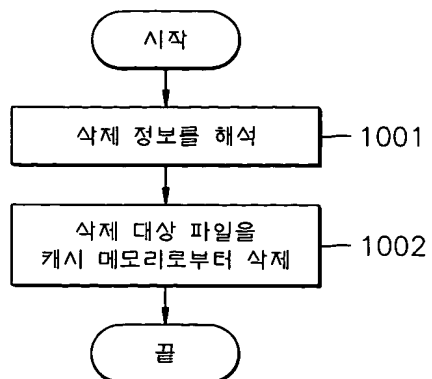 시작
삭제 정보를 해석
1001
삭제 대상 파일을
캐시 메모리로부터 삭제
1002
끝